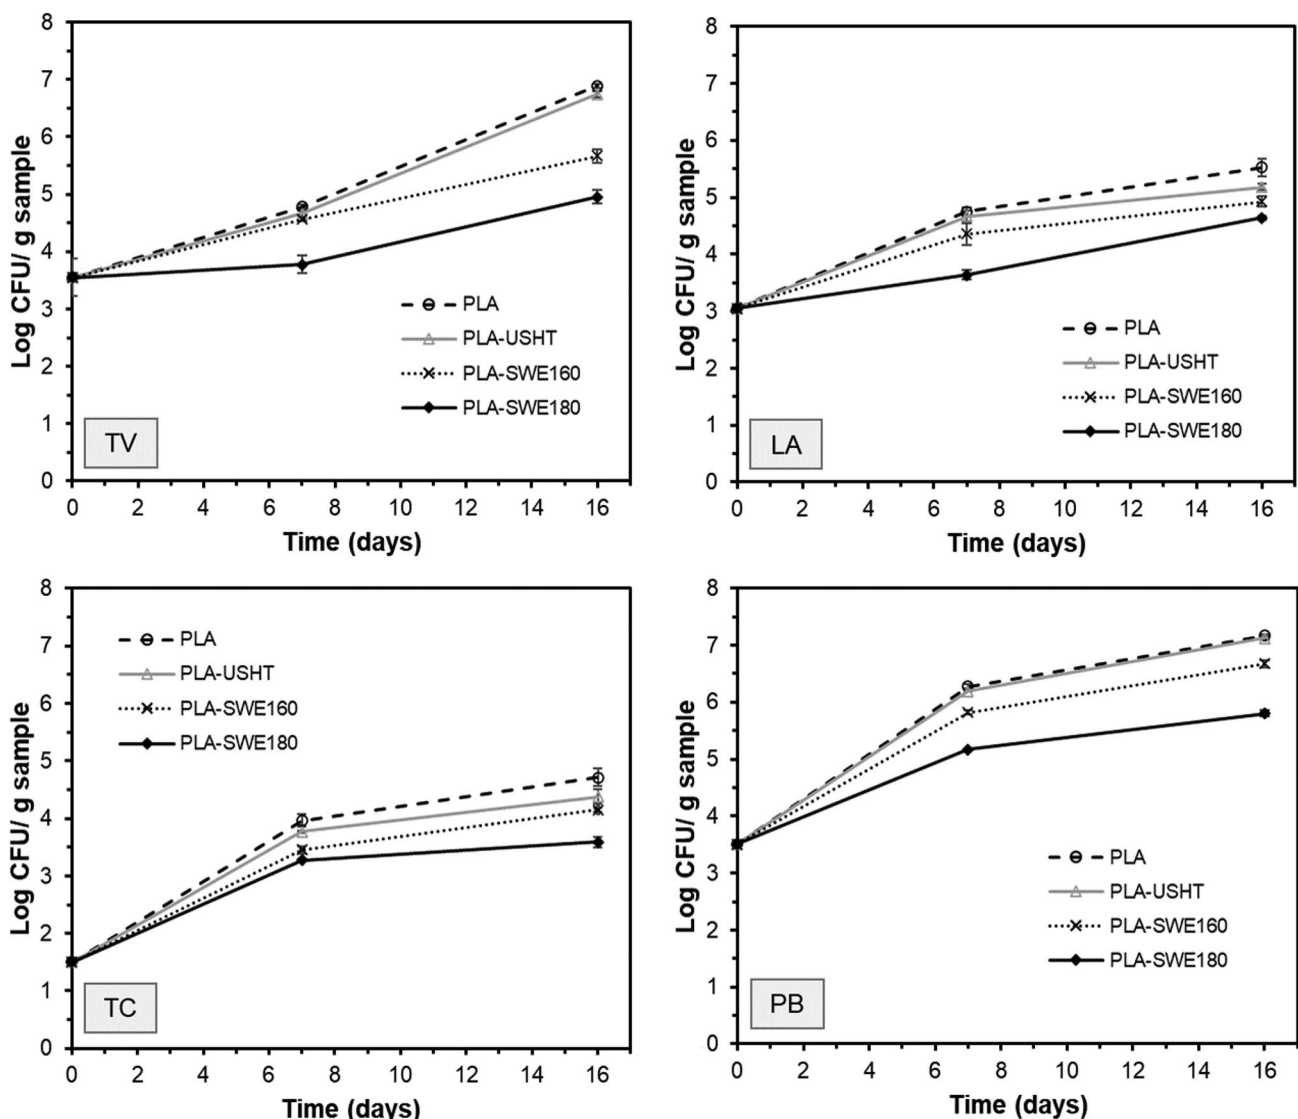 8
7
6
5
4
3
2
1
0
Log CFU/ g sample
PLA
PLA-USHT
PLA-SWE160
PLA-SWE180
TV
0 2 4 6 8 10 12 14 16
Time (days)
8
7
6
5
4
3
2
1
0
Log CFU/ g sample
PLA
PLA-USHT
PLA-SWE160
PLA-SWE180
LA
0 2 4 6 8 10 12 14 16
Time (days)
8
7
6
5
4
3
2
1
0
Log CFU/ g sample
PLA
PLA-USHT
PLA-SWE160
PLA-SWE180
TC
0 2 4 6 8 10 12 14 16
Time (days)
8
7
6
5
4
3
2
1
0
Log CFU/ g sample
PLA
PLA-USHT
PLA-SWE160
PLA-SWE180
PB
0 2 4 6 8 10 12 14 16
Time (days)